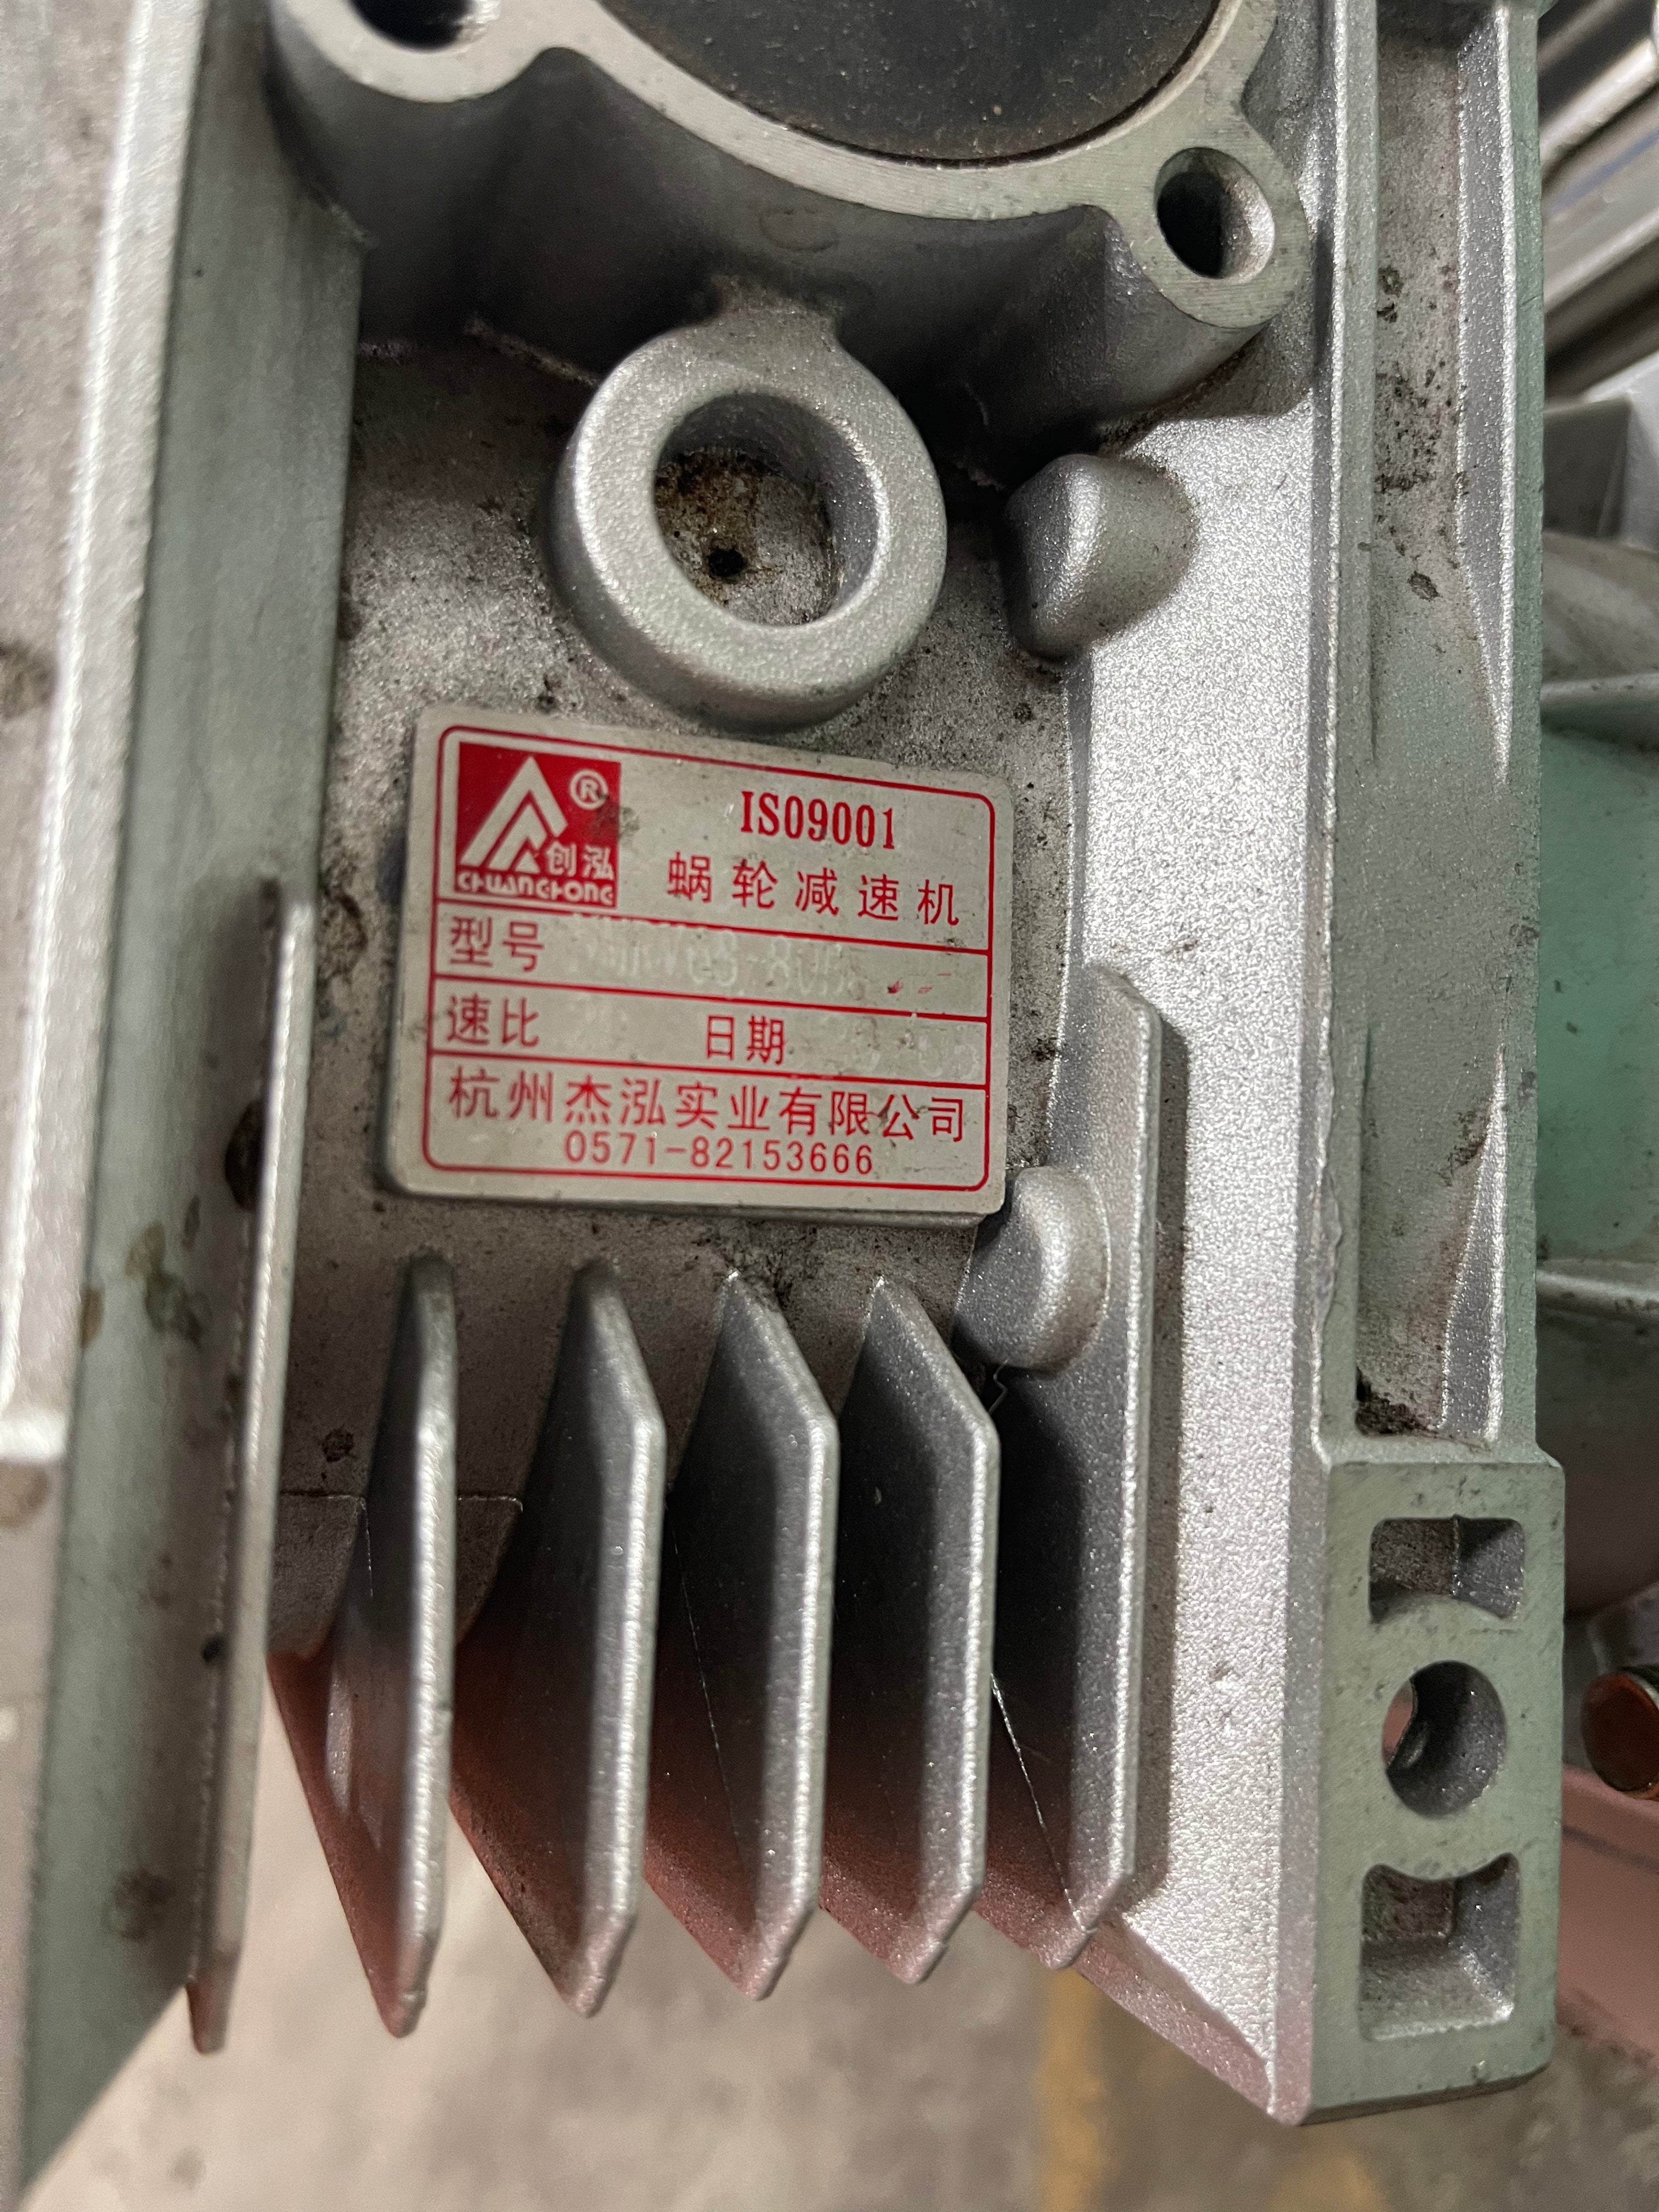 ®
创泓
CHUANGHONG
ISO9001
蜗轮减速机
型号
速比 日期
杭州杰泓实业有限公司
0571-82153666